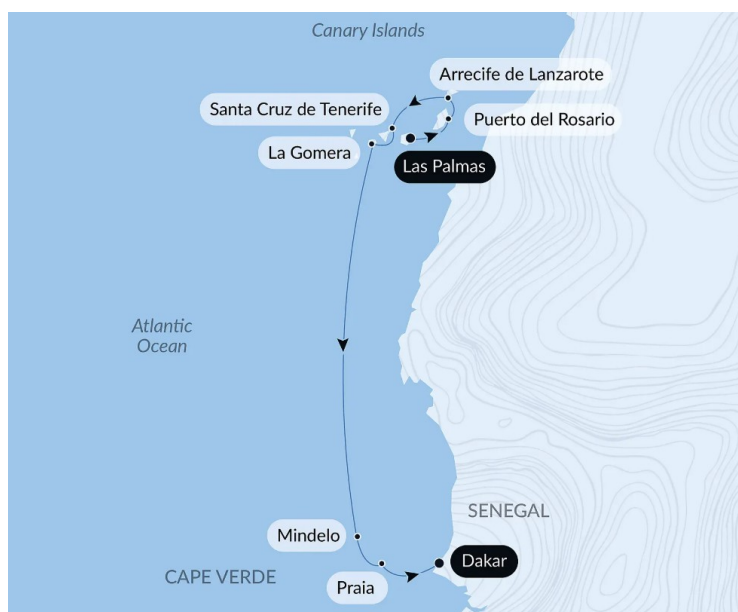 Canary Islands
Arrecife de Lanzarote
Santa Cruz de Tenerife
Puerto del Rosario
La Gomera
Las Palmas
Atlantic
Ocean
SENEGAL
Mindelo
Dakar
CAPE VERDE
Praia